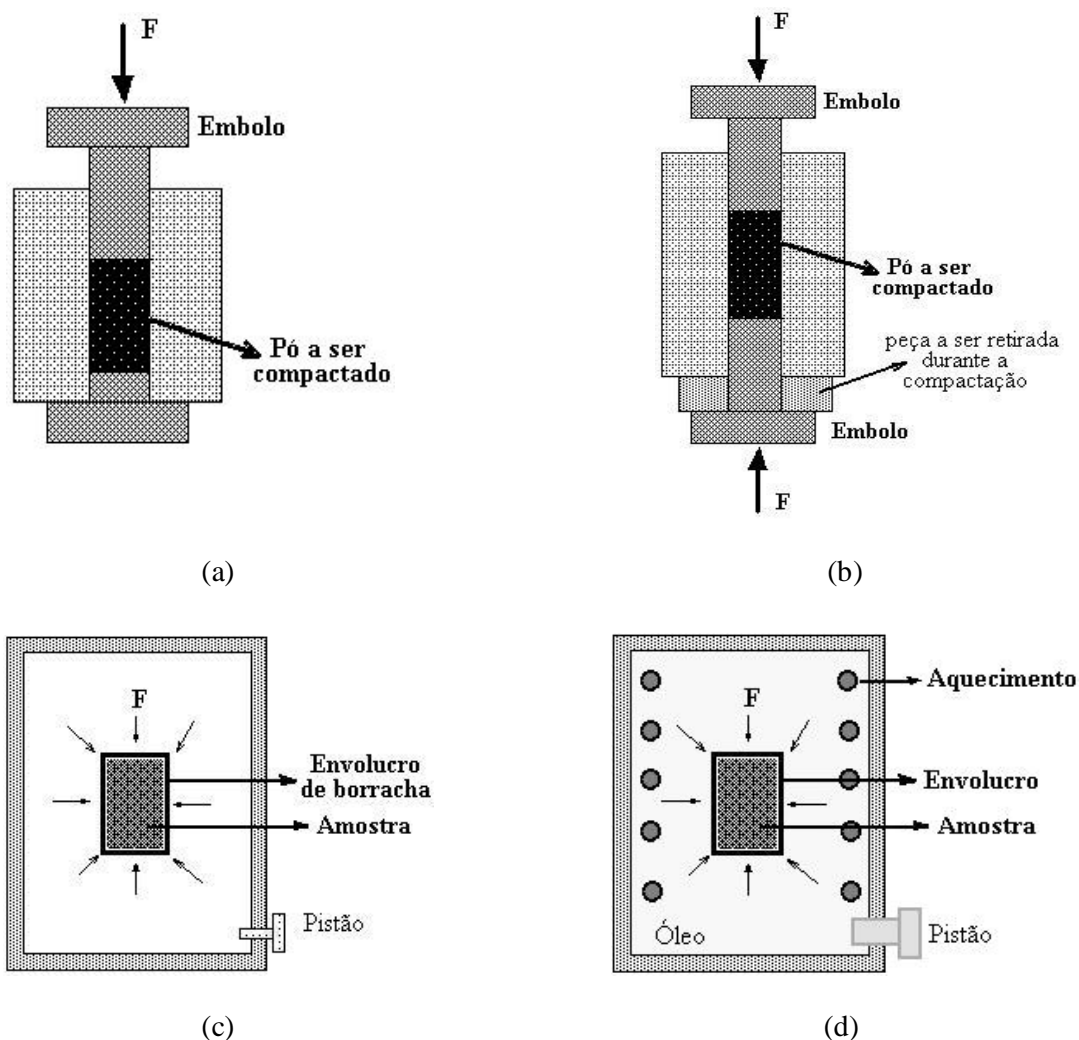 F
Embolo
Pó a ser
compactado
(a)
F
Embolo
Pó a ser
compactado
peça a ser retirada
durante a
compactação
Embolo
F
(b)
F
Envolucro
de borracha
Amostra
Pistão
(c)
F
Aquecimento
Envolucro
Amostra
Óleo
Pistão
(d)